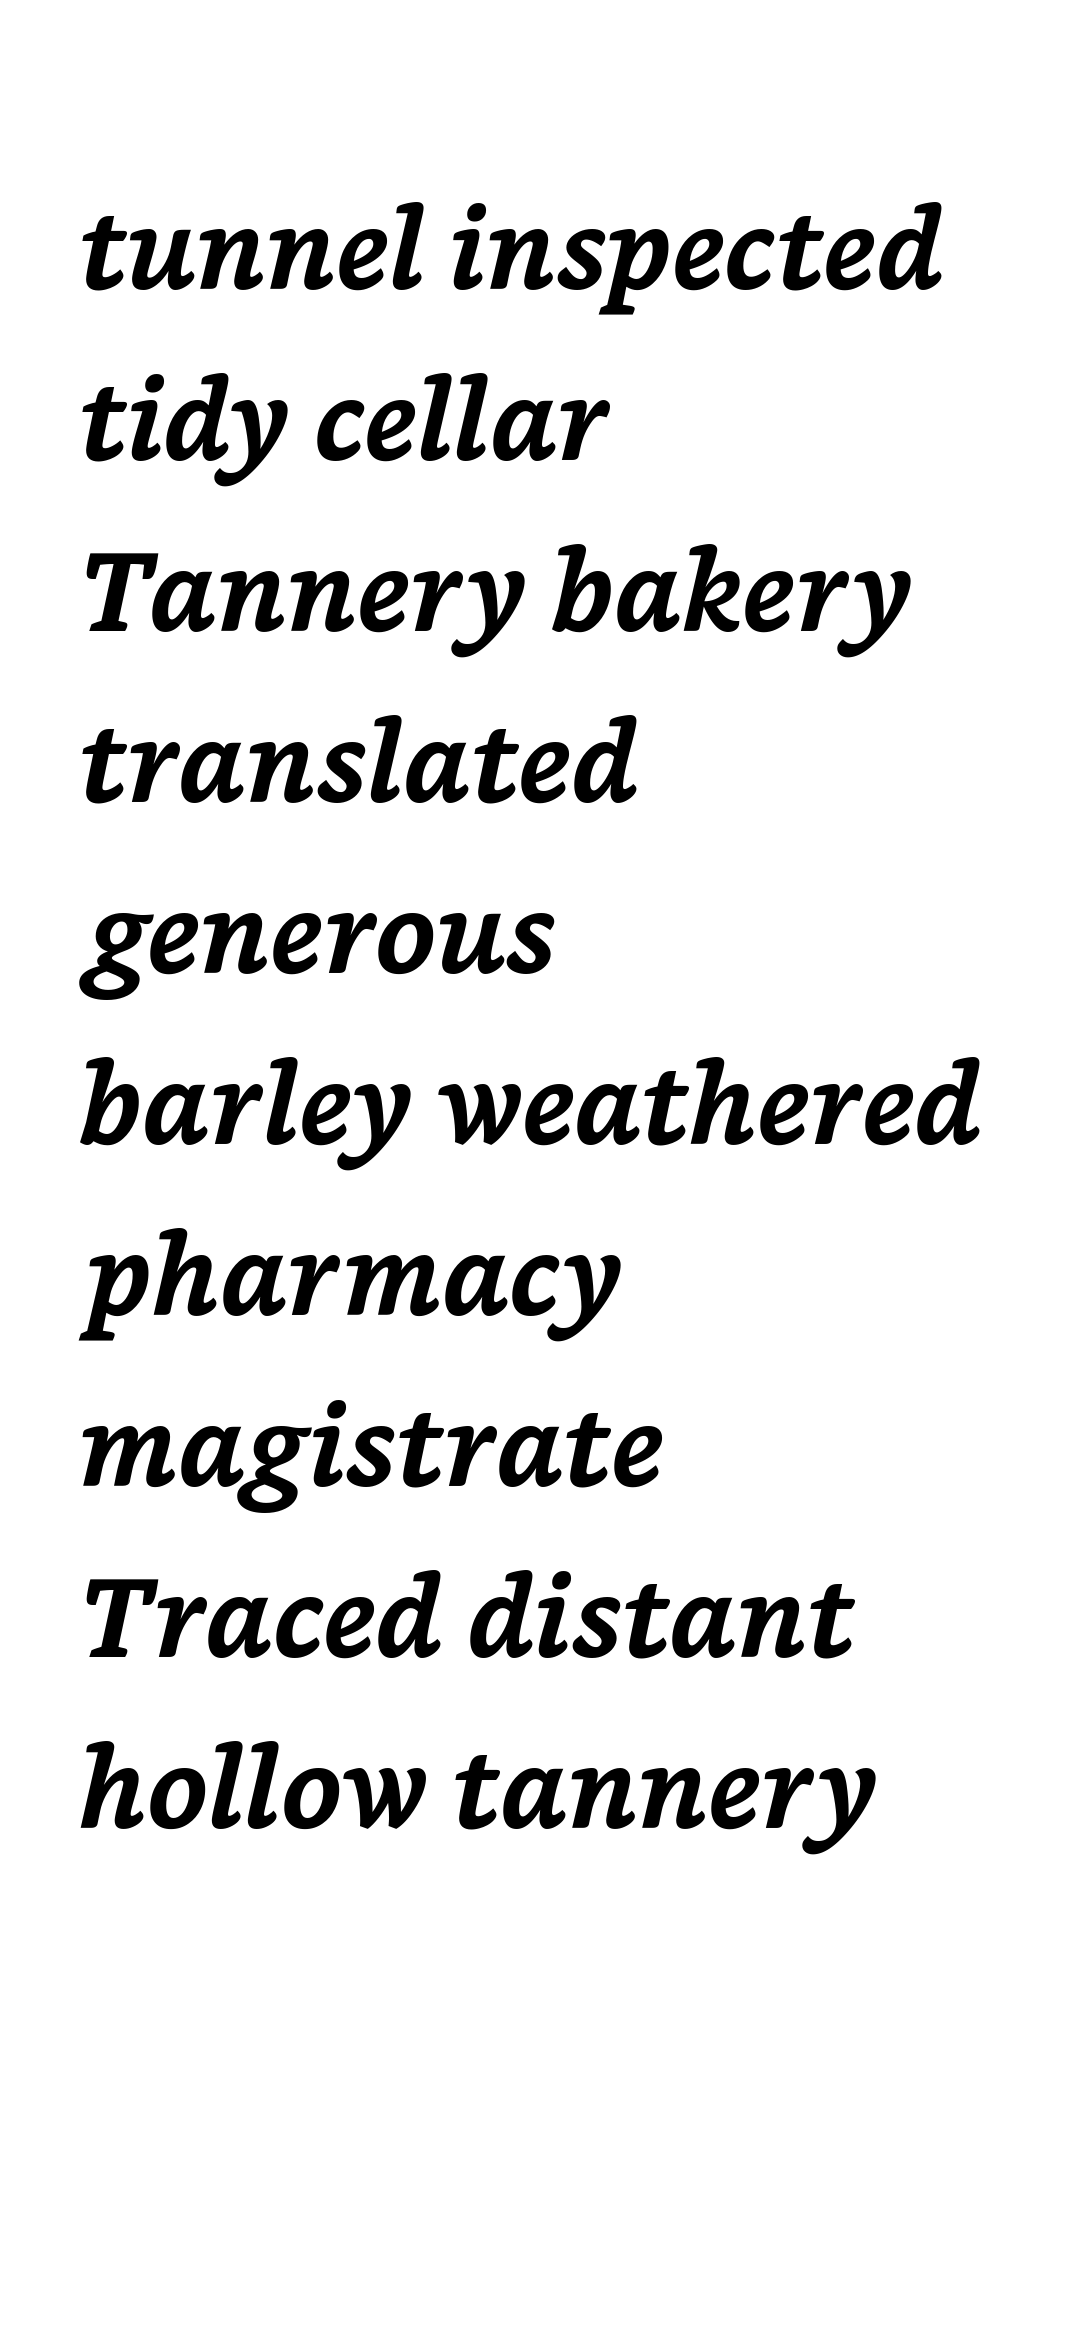 tunnel inspected
tidy cellar
Tannery bakery
translated
generous
barley weathered
pharmacy
magistrate
Traced distant
hollow tannery